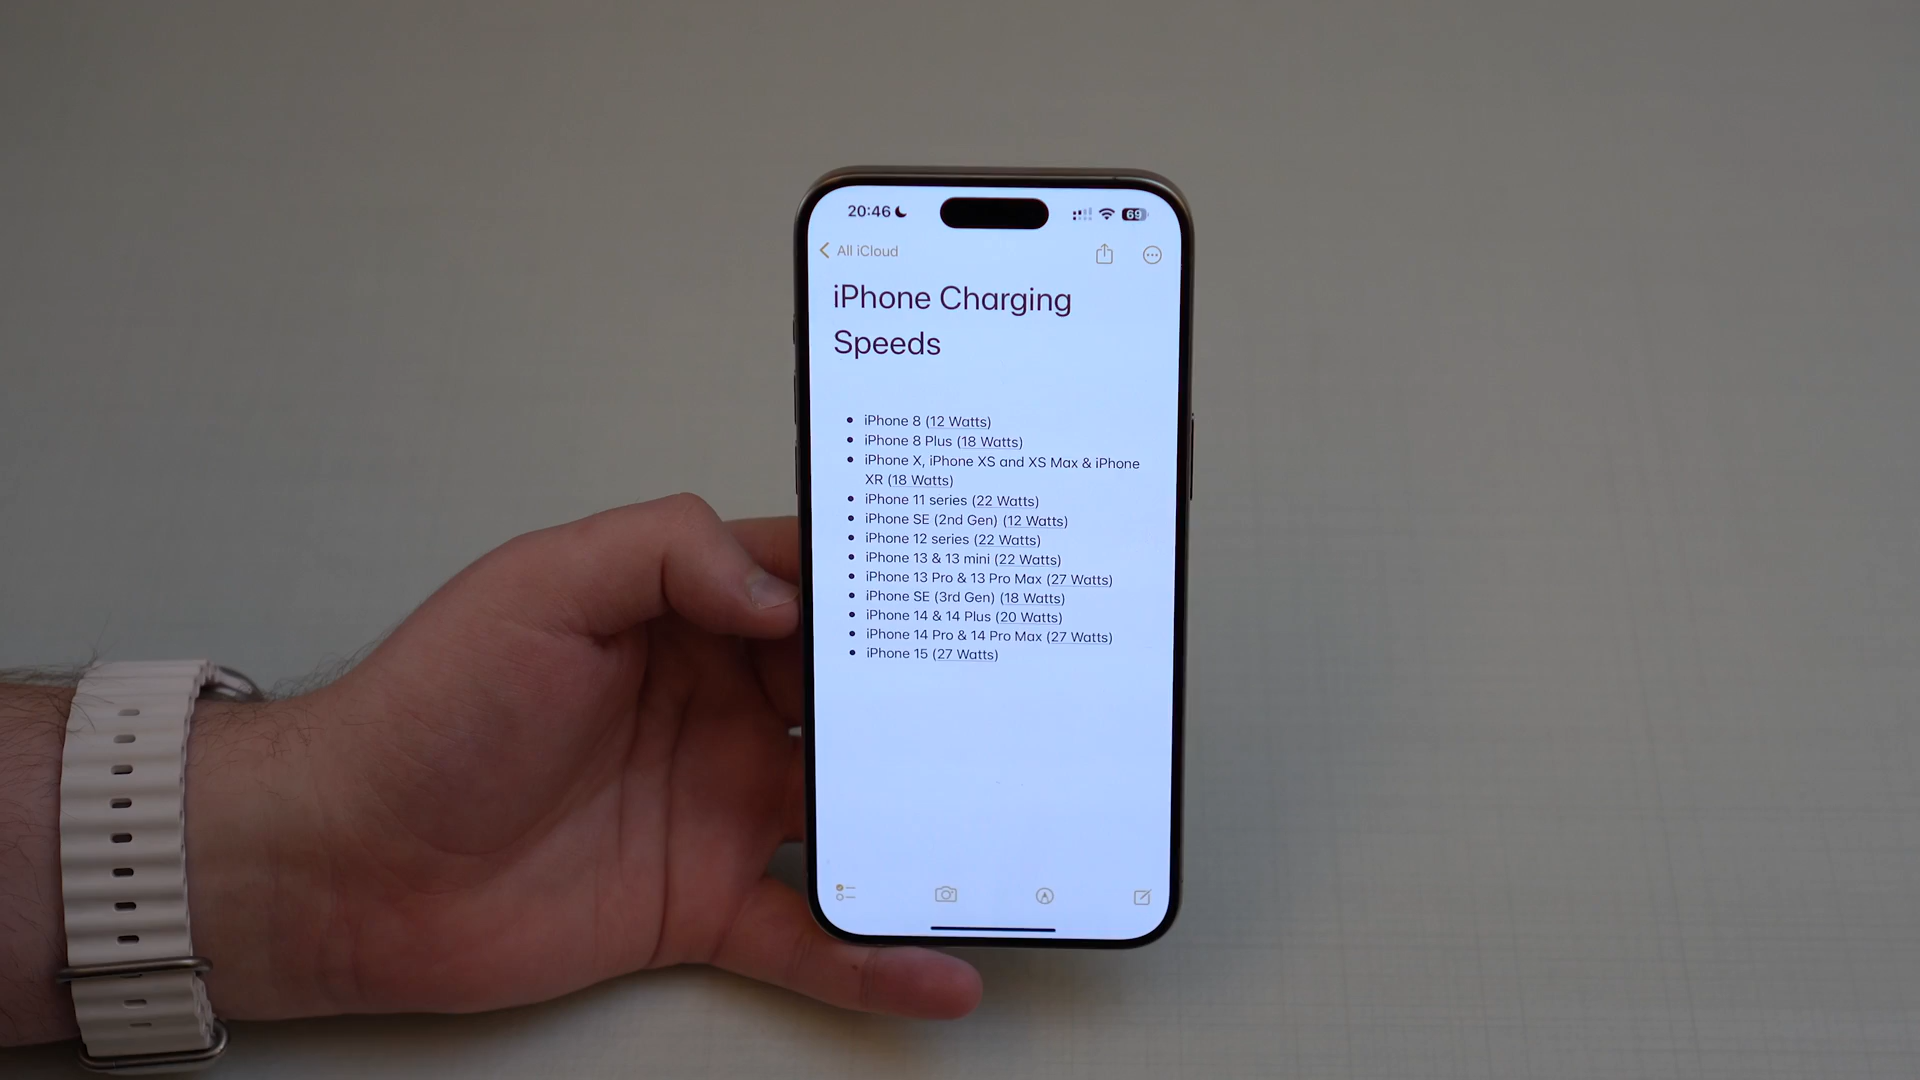 20:46
69
All iCloud
iPhone Charging
Speeds
• iPhone 8 (12 Watts)
• iPhone 8 Plus (18 Watts)
• iPhone X, iPhone XS and XS Max & iPhone
XR (18 Watts)
• iPhone 11 series (22 Watts)
• iPhone SE (2nd Gen) (12 Watts)
• iPhone 12 series (22 Watts)
• iPhone 13 & 13 mini (22 Watts)
• iPhone 13 Pro & 13 Pro Max (27 Watts)
• iPhone SE (3rd Gen) (18 Watts)
• iPhone 14 & 14 Plus (20 Watts)
• iPhone 14 Pro & 14 Pro Max (27 Watts)
• iPhone 15 (27 Watts)